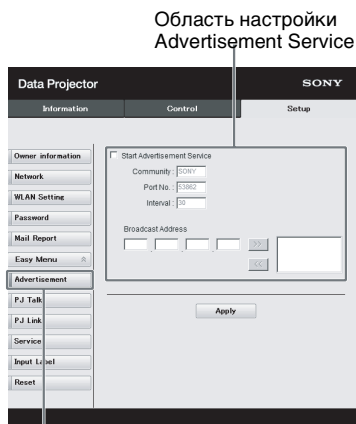 Область настройки
Advertisement Service
Data Projector SONY
Information Control Setup
Owner information
Network
WLAN Setting
Password
Mail Report
Easy Menu
Advertisement
PJ Talk
PJ Link
Service
Input Label
Reset
Start Advertisement Service
Community : SONY
Port No. : 53862
Interval : 30
Broadcast Address
>>
<<
Apply